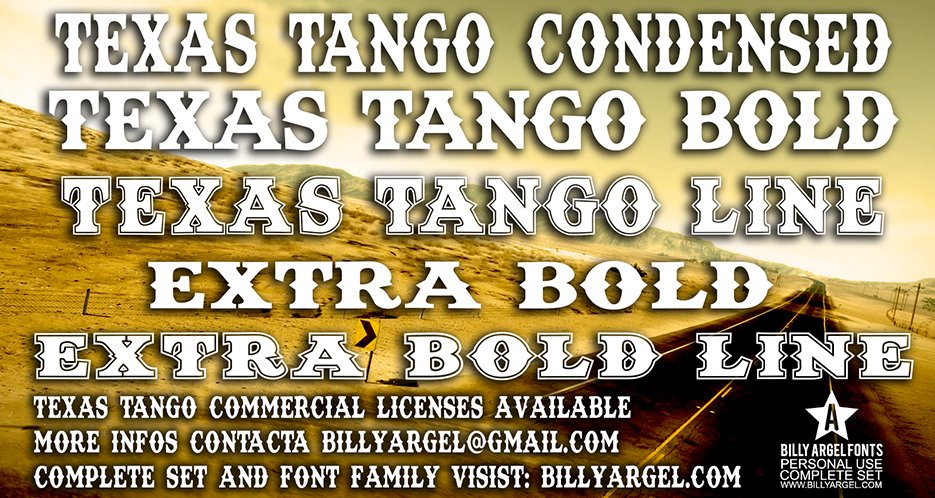 TEXAS TANGO CONDENSED
TEXAS TANGO BOLD
TEXAS TANGO LINE
EXTRA BOLD
EXTRA BOLD LINE
TEXAS TANGO COMMERCIAL LICENSES AVAILABLE
MORE INFOS CONTACTA BILLYARGEL@GMAIL.COM
COMPLETE SET AND FONT FAMILY VISIST: BILLYARGEL.COM
A
BILLY ARGEL FONTS
PERSONAL USE
COMPLETE SET
WWW.BILLYARGEL.COM